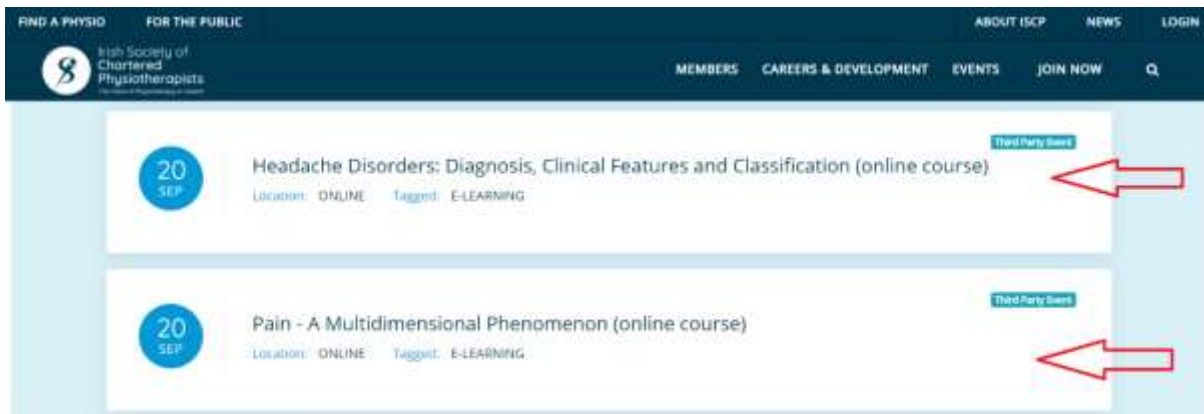 FIND A PHYSIO FOR THE PUBLIC ABOUT ISCP NEWS LOGIN
Irish Society of
Chartered
Physiotherapists
MEMBERS CAREERS & DEVELOPMENT EVENTS JOIN NOW
Third Party Event
20
SEP
Headache Disorders: Diagnosis, Clinical Features and Classification (online course)
Location: ONLINE Tagged: E-LEARNING
Third Party Event
20
SEP
Pain - A Multidimensional Phenomenon (online course)
Location: ONLINE Tagged: E-LEARNING